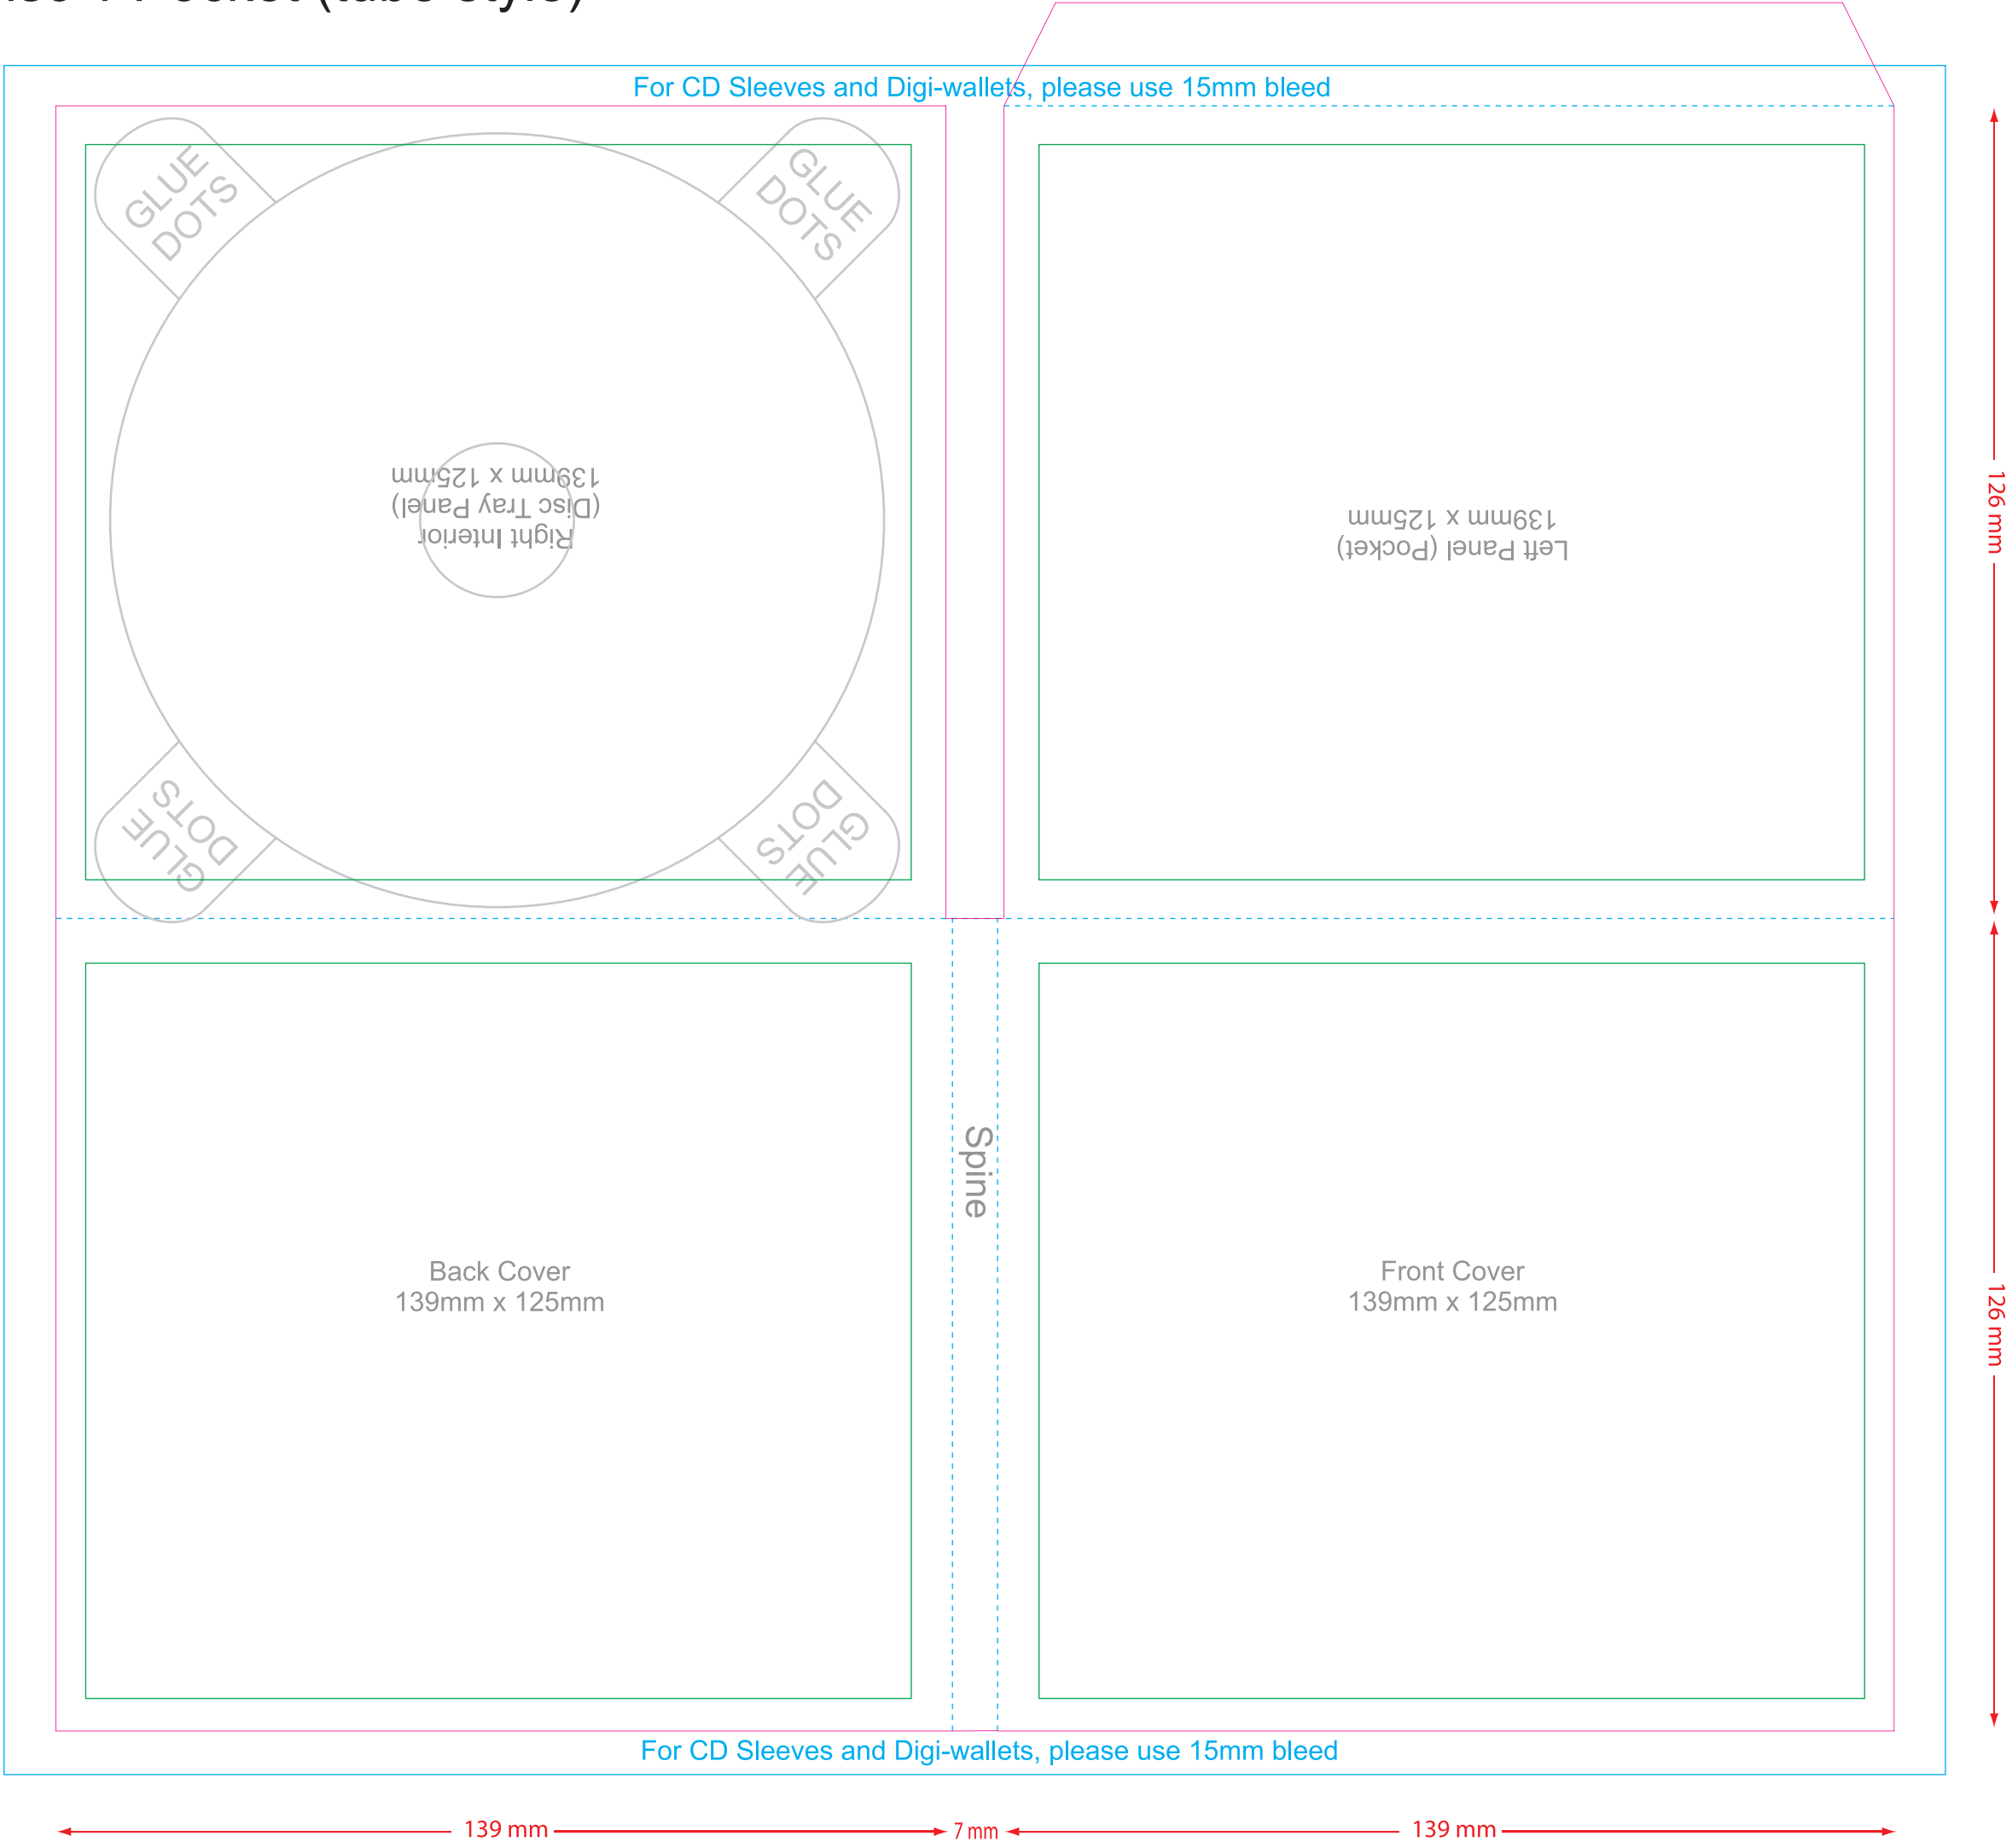 Pocket (tube style)
For CD Sleeves and Digi-wallets, please use 15mm bleed
GLUE
DOTS
GLUE
DOTS
Right Interior
(Disc Tray Panel)
139mm x 125mm
Left Panel (Pocket)
139mm x 125mm
126 mm
GLUE
DOTS
GLUE
DOTS
Spine
Back Cover
139mm x 125mm
Front Cover
139mm x 125mm
126 mm
For CD Sleeves and Digi-wallets, please use 15mm bleed
139 mm
7 mm
139 mm